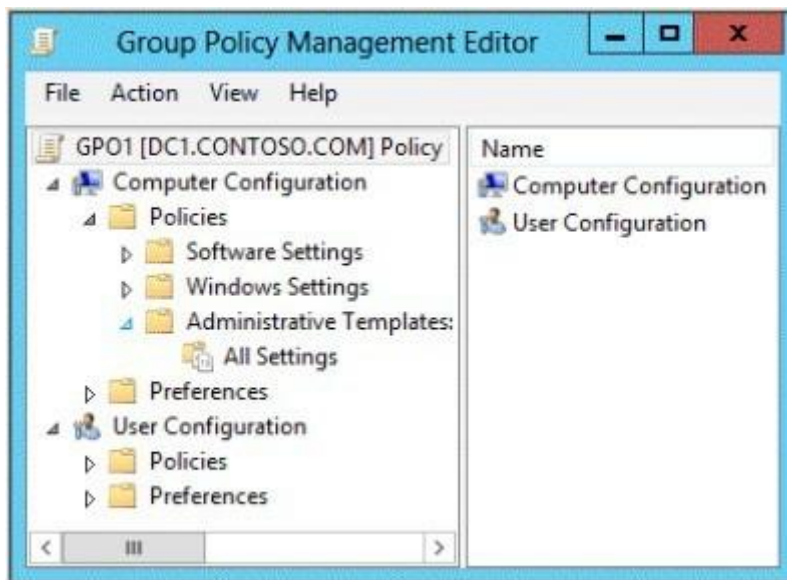 Group Policy Management Editor
File Action View Help
GPO1 [DC1.CONTOSO.COM] Policy
Computer Configuration
Policies
Software Settings
Windows Settings
Administrative Templates:
All Settings
Preferences
User Configuration
Policies
Preferences
Name
Computer Configuration
User Configuration